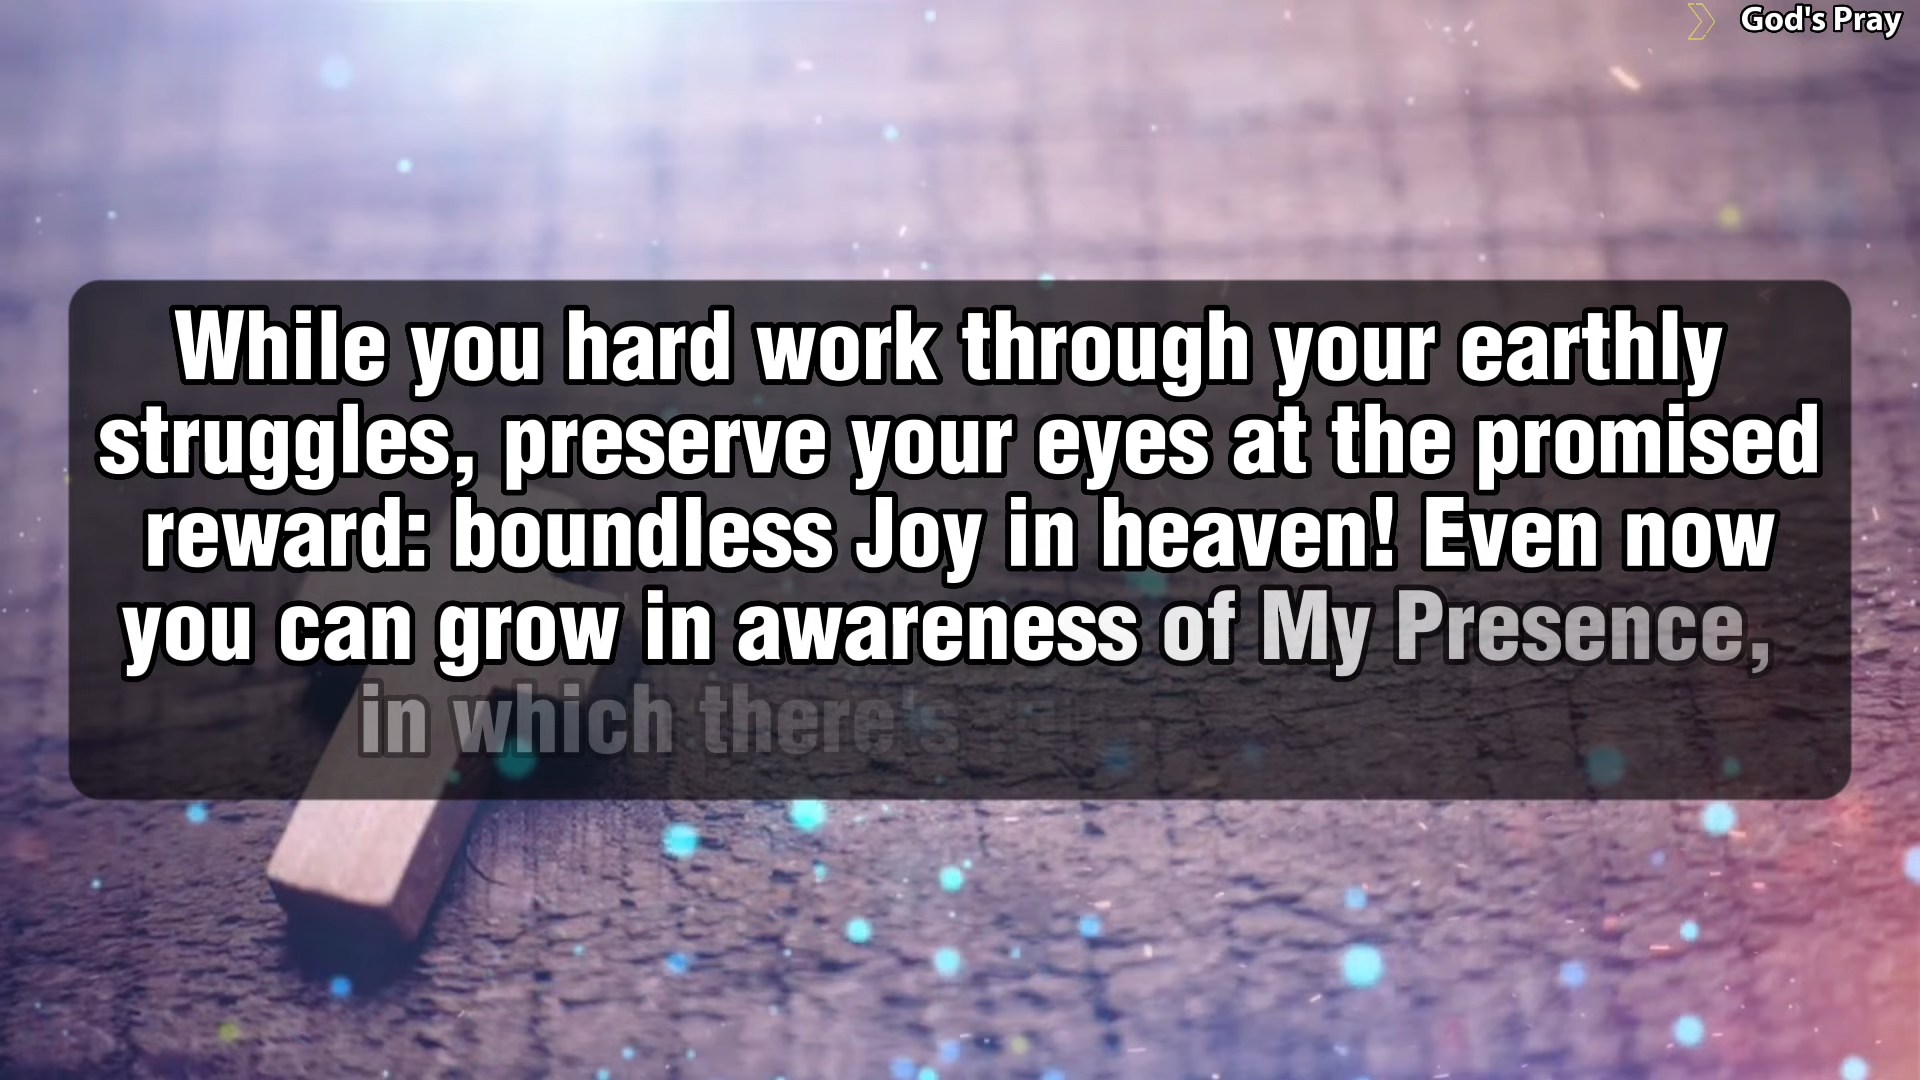 God's Pray
While you hard work through your earthly
struggles, preserve your eyes at the promised
reward: boundless Joy in heaven! Even now
you can grow in awareness of My Presence,
in which there's